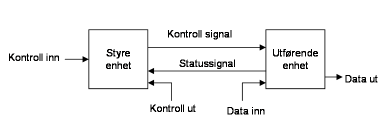 Kontroll signal
Kontroll inn
Styre
enhet
Utførende
enhet
Statussignal
Data ut
Kontroll ut
Data inn